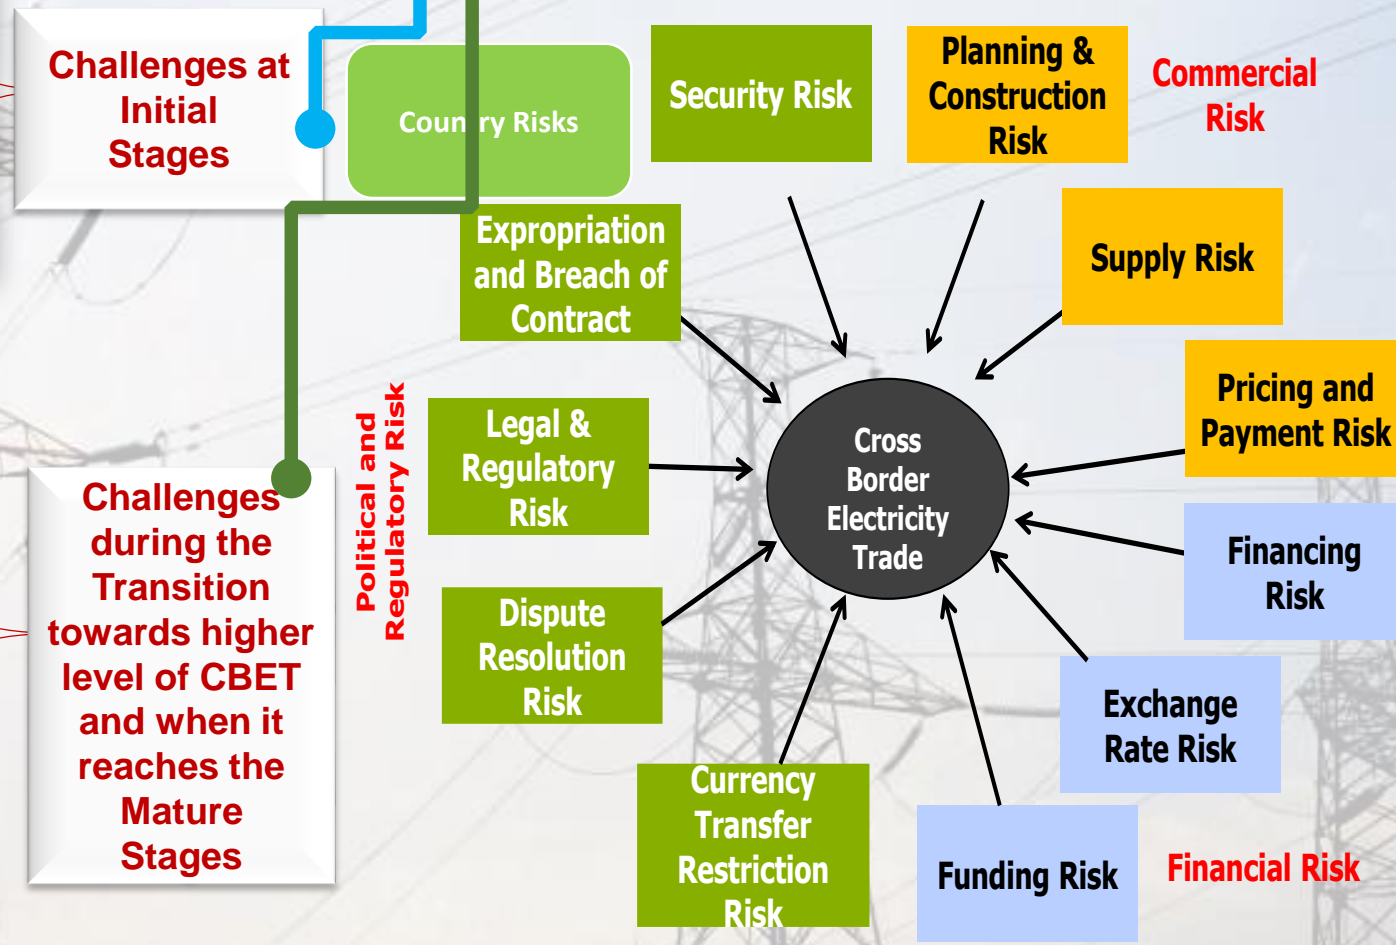 Challenges at
Initial
Stages
Country Risks
Security Risk
Planning &
Construction
Risk
Commercial
Risk
Expropriation
and Breach of
Contract
Supply Risk
Political and
Regulatory Risk
Legal &
Regulatory
Risk
Cross
Border
Electricity
Trade
Pricing and
Payment Risk
Challenges
during the
Transition
towards higher
level of CBET
and when it
reaches the
Mature
Stages
Dispute
Resolution
Risk
Financing
Risk
Exchange
Rate Risk
Currency
Transfer
Restriction
Risk
Funding Risk
Financial Risk